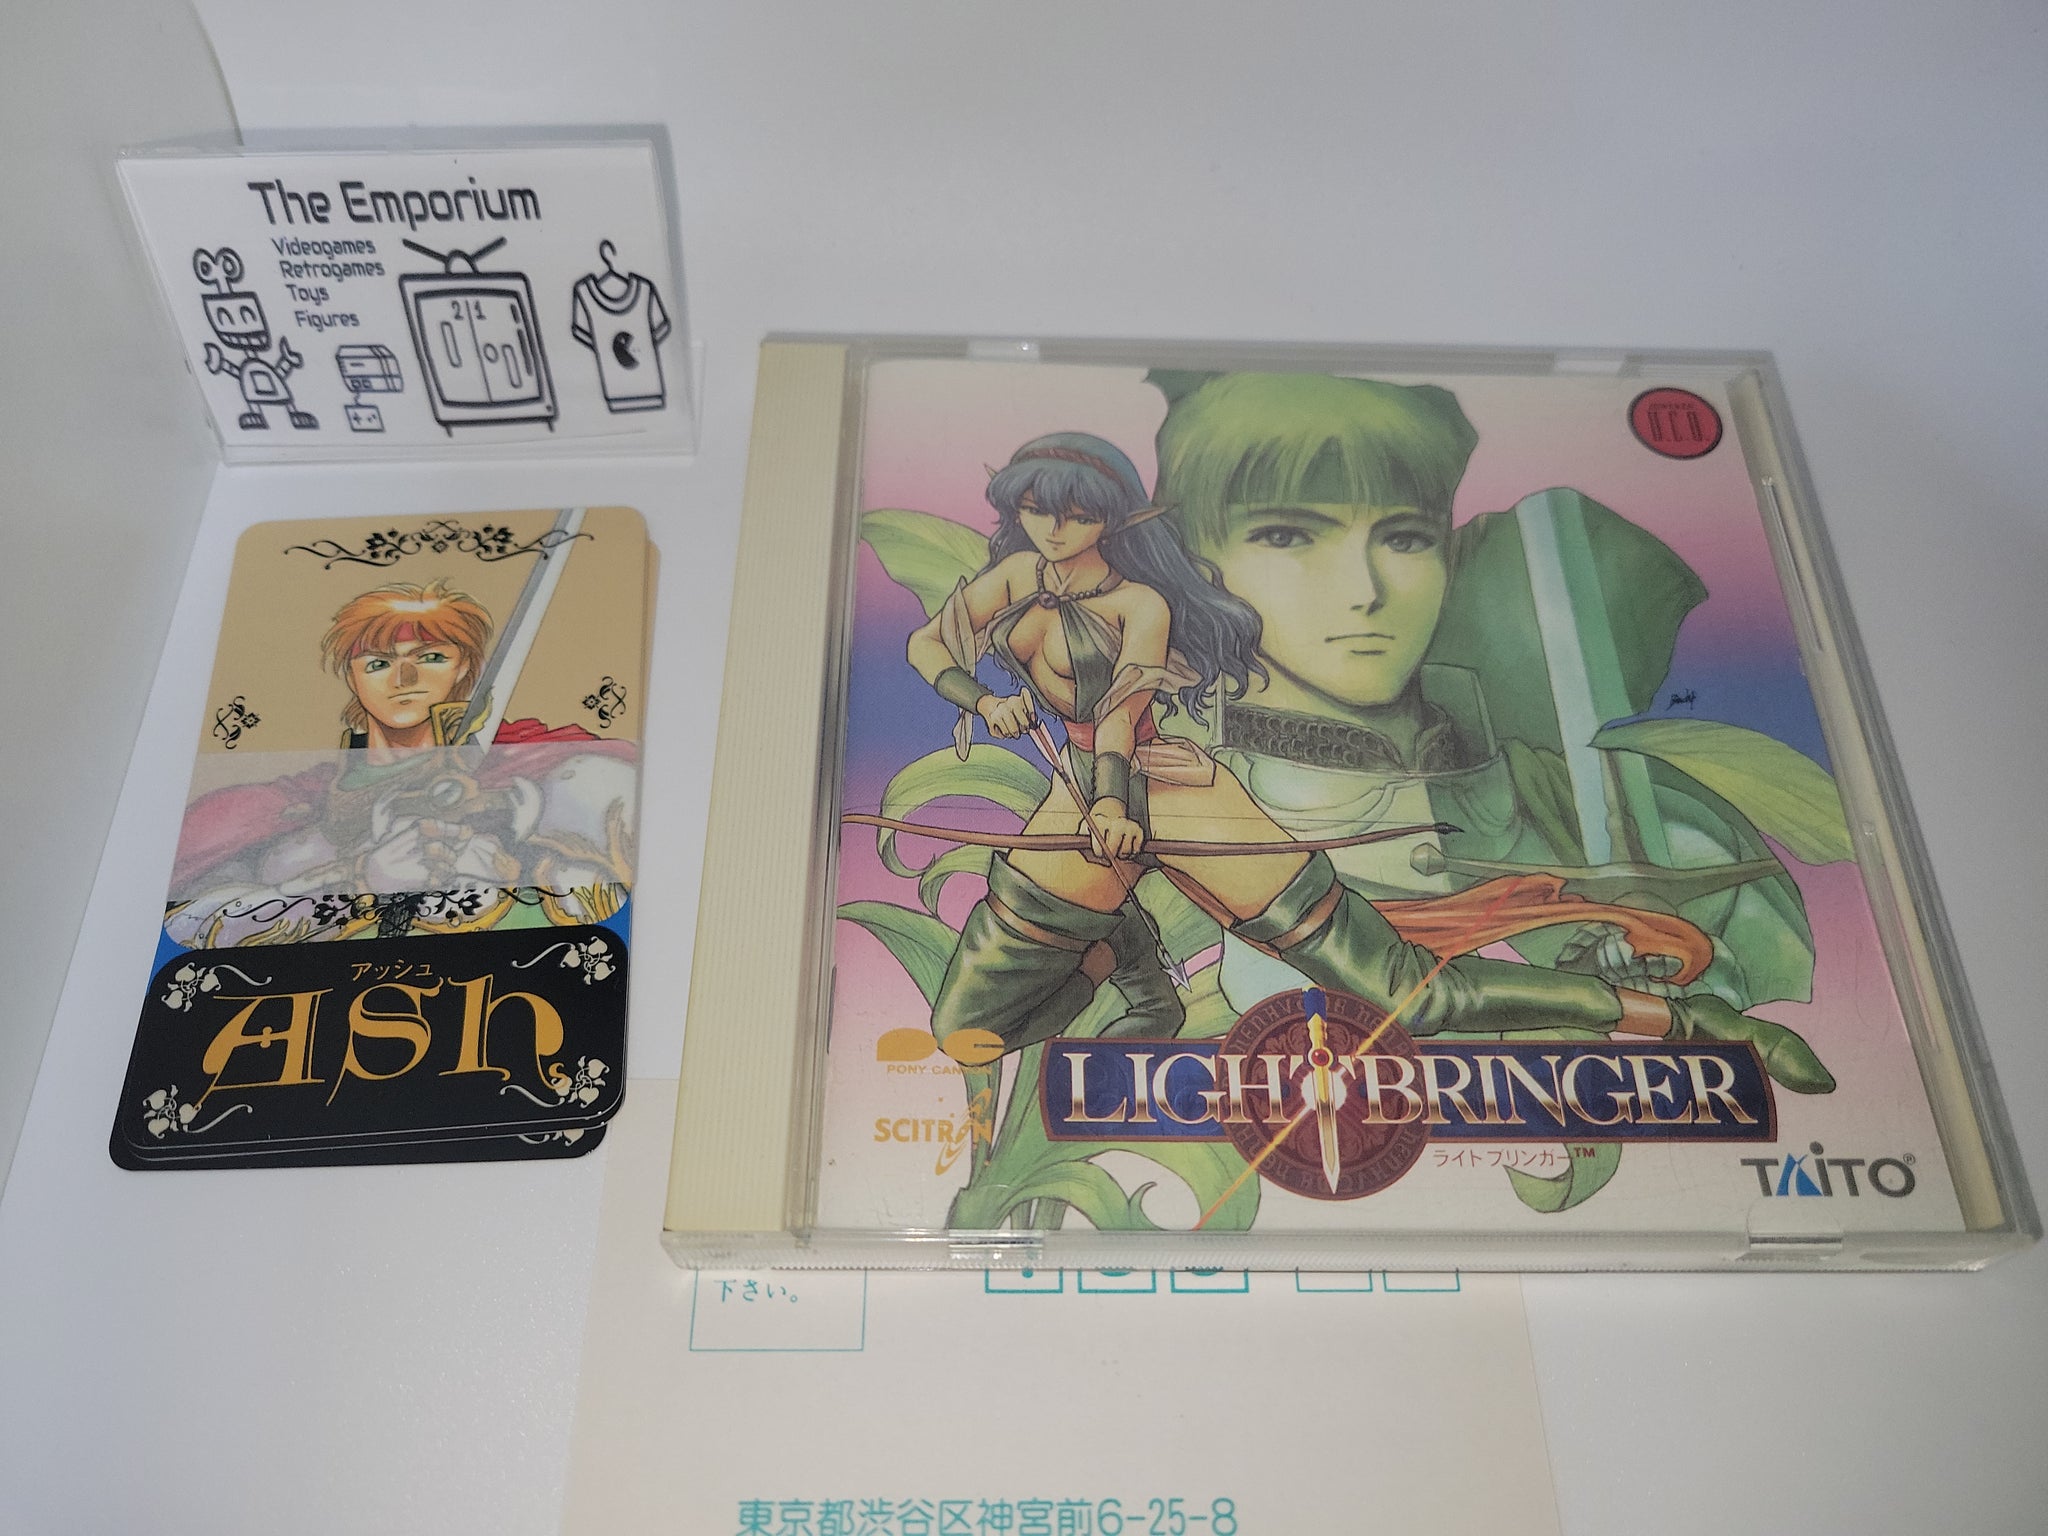 The Emporium
Videogames
Retrogames
Toys
Figures
2 1
アッシュ
Ash
PONY CANYON
SCITRON
LIGHTBRINGER
ライトブリンガー™
TAITO®
下さい。
東京都渋谷区神宮前6-25-8